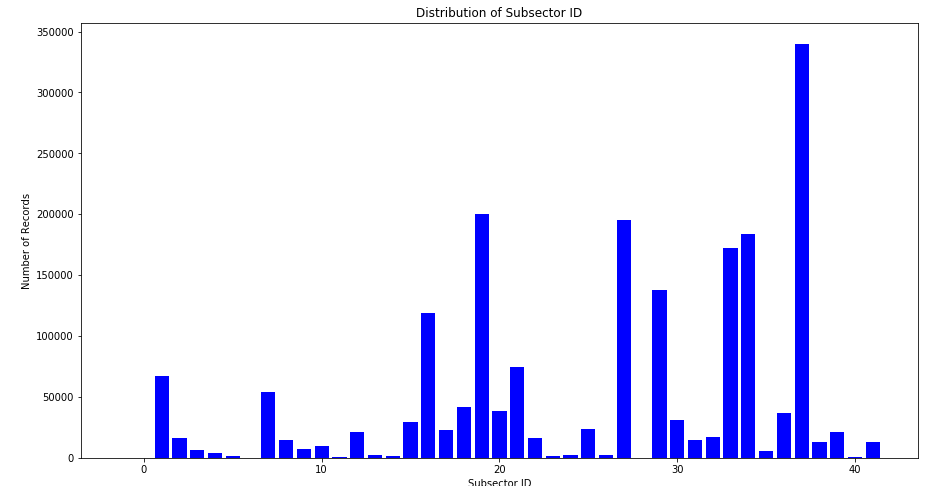 Distribution of Subsector ID
350000
300000
250000
200000
150000
100000
50000
0
Number of Records
0 10 20 30 40
Subsector ID